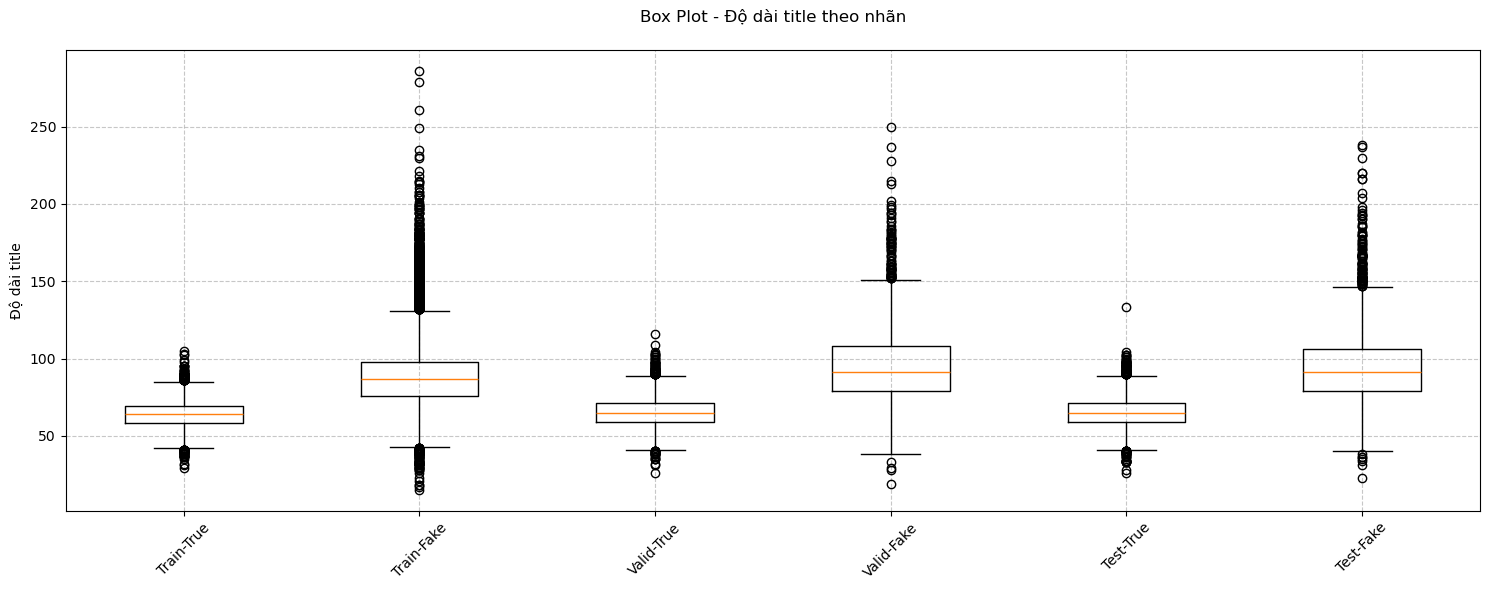 Box Plot - Độ dài title theo nhãn
Độ dài title
250
200
150
100
50
Train-True
Train-Fake
Valid-True
Valid-Fake
Test-True
Test-Fake